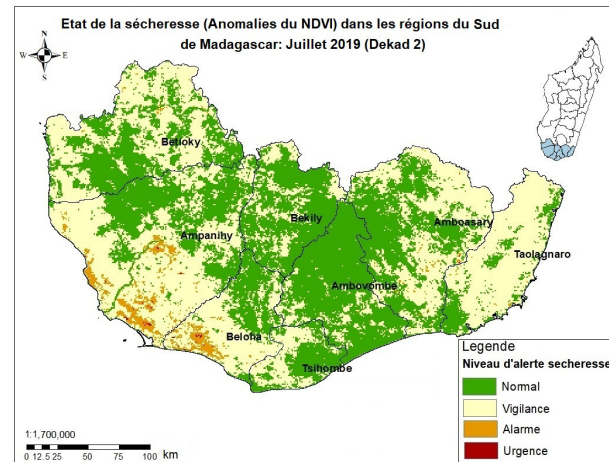 Etat de la sécheresse (Anomalies du NDVI) dans les régions du Sud
de Madagascar: Juillet 2019 (Dekad 2)
N
W E
S
Betioky
Bekily
Amboasary
Ampanihy
Taolagnaro
Ambovombe
Beloha
Tsihombe
Legende
Niveau d'alerte secheresse
Normal
Vigilance
Alarme
Urgence
1:1,700,000
0 12.5 25 50 75 100 km